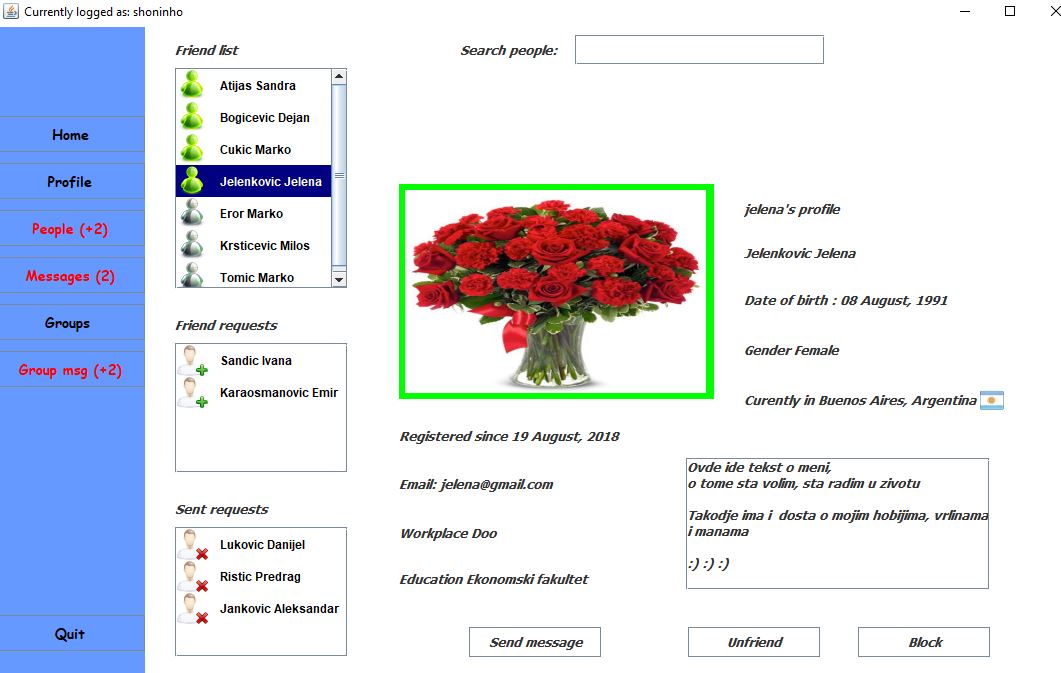 Currently logged as: shoninho
Home
Profile
People (+2)
Messages (2)
Groups
Group msg (+2)
Quit
Friend list
Atijas Sandra
Bogicevic Dejan
Cukic Marko
Jelenkovic Jelena
Eror Marko
Krsticevic Milos
Tomic Marko
Friend requests
Sandic Ivana
Karaosmanovic Emir
Sent requests
Lukovic Danijel
Ristic Predrag
Jankovic Aleksandar
Search people:
jelena's profile
Jelenkovic Jelena
Date of birth : 08 August, 1991
Gender Female
Curently in Buenos Aires, Argentina
Registered since 19 August, 2018
Email: jelena@gmail.com
Workplace Doo
Education Ekonomski fakultet
Ovde ide tekst o meni,
o tome sta volim, sta radim u zivotu
Takodje ima i  dosta o mojim hobijima, vrlinama
i manama
:) :) :)
Send message
Unfriend
Block